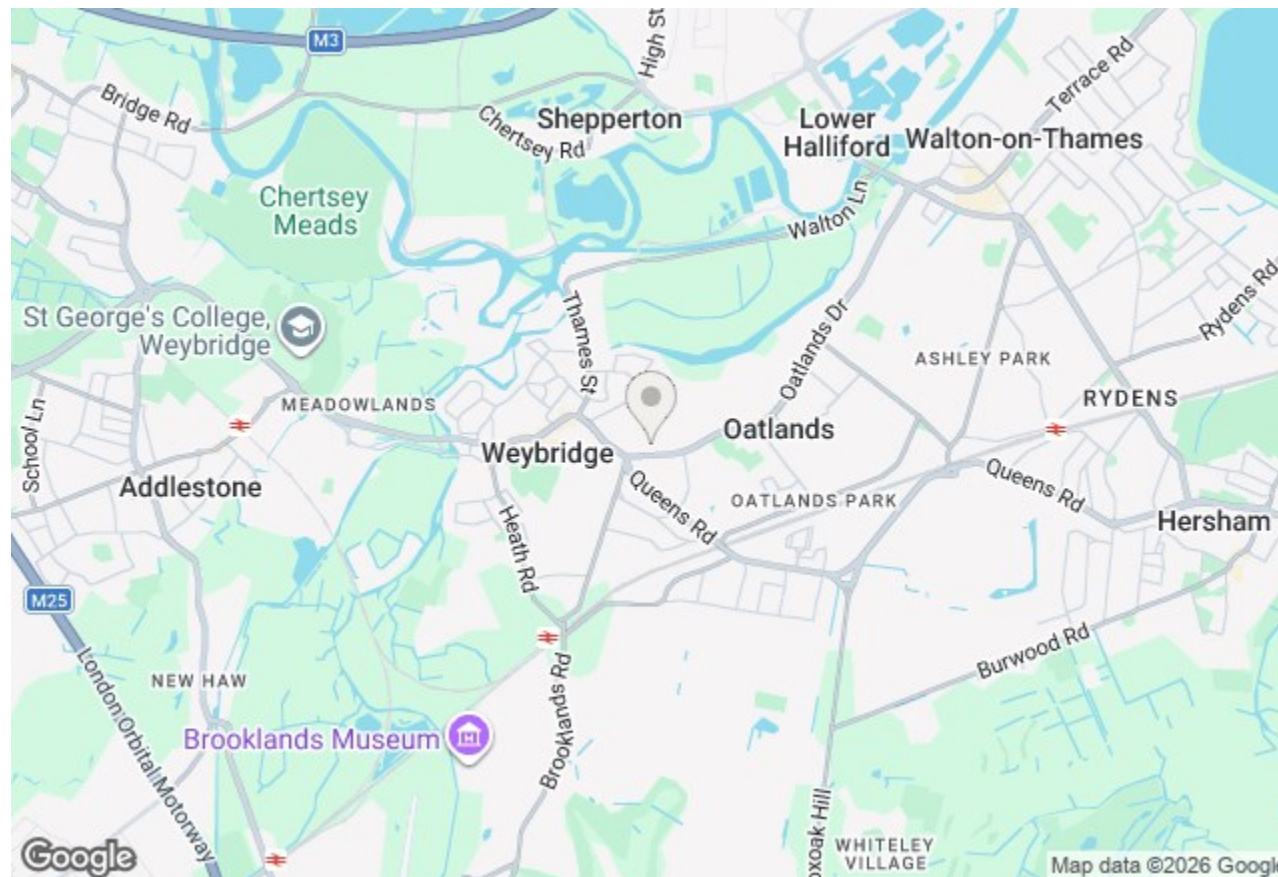 M3
High St
Terrace Rd
Bridge Rd
Chertsey Rd
Shepperton
Lower
Halliford
Walton-on-Thames
Chertsey
Meads
Walton Ln
St George's College,
Weybridge
Thames St
Oatlands Dr
Rydens Rd
ASHLEY PARK
MEADOWLANDS
RYDENS
School Ln
Weybridge
Oatlands
Addlestone
Queens Rd
OATLANDS PARK
Queens Rd
Heath Rd
Hersham
M25
Burwood Rd
London Orbital Motorway
NEW HAW
Brooklands Museum
Brooklands Rd
oxoak Hill
WHITELEY
VILLAGE
Google
Map data ©2026 Google